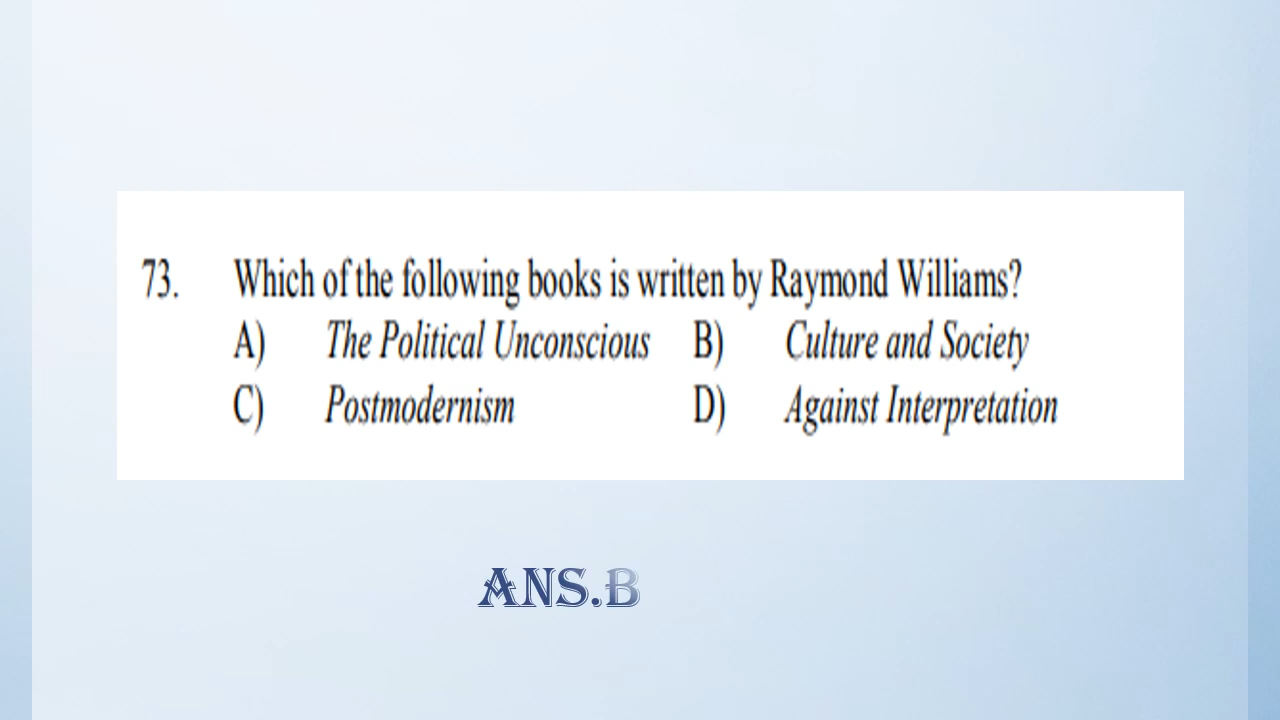 73. Which of the following books is written by Raymond Williams?
A) The Political Unconscious B) Culture and Society
C) Postmodernism D) Against Interpretation
ANS.B